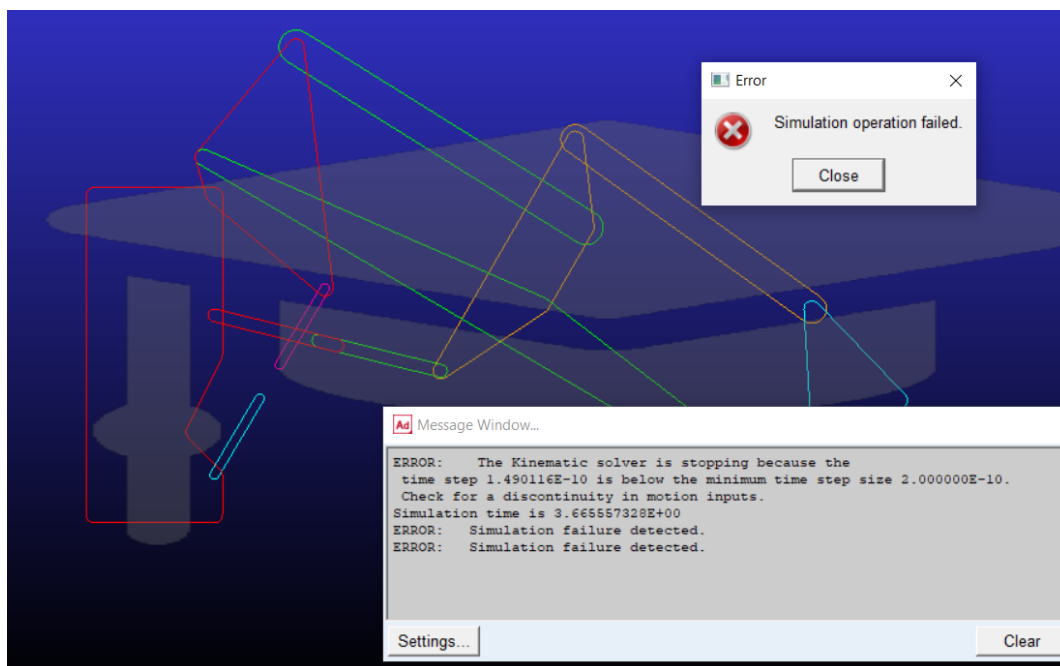 Error
Simulation operation failed.
Close
Ad Message Window...
ERROR:    The Kinematic solver is stopping because the
 time step 1.490116E-10 is below the minimum time step size 2.000000E-10.
 Check for a discontinuity in motion inputs.
Simulation time is 3.665557328E+00
ERROR:   Simulation failure detected.
ERROR:   Simulation failure detected.
Settings... Clear